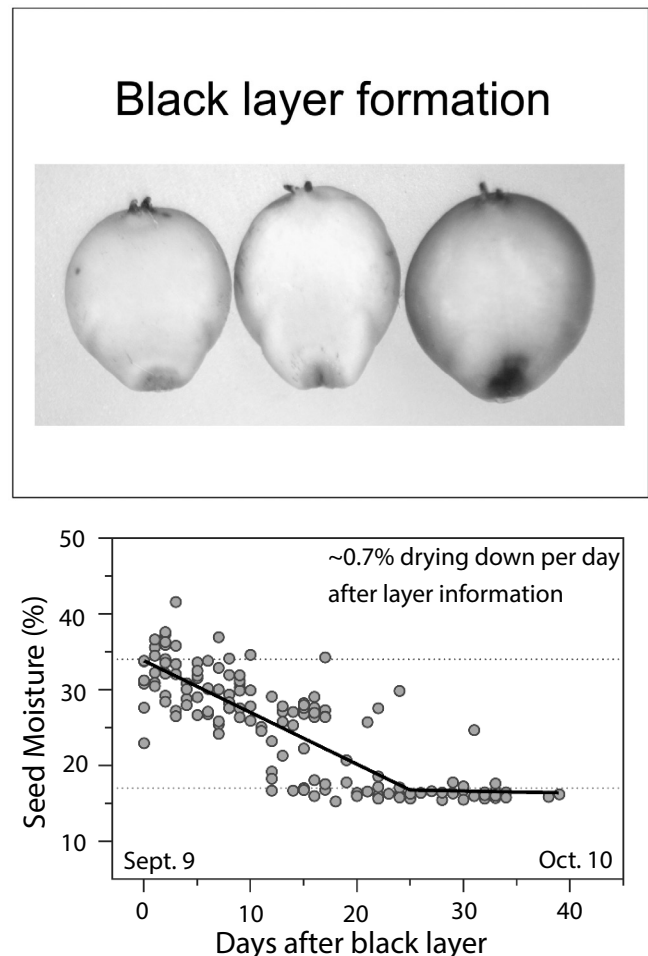 Black layer formation
~0.7% drying down per day
after layer information
Seed Moisture (%)
50
40
30
20
10
Sept. 9
Oct. 10
0
10
20
30
40
Days after black layer